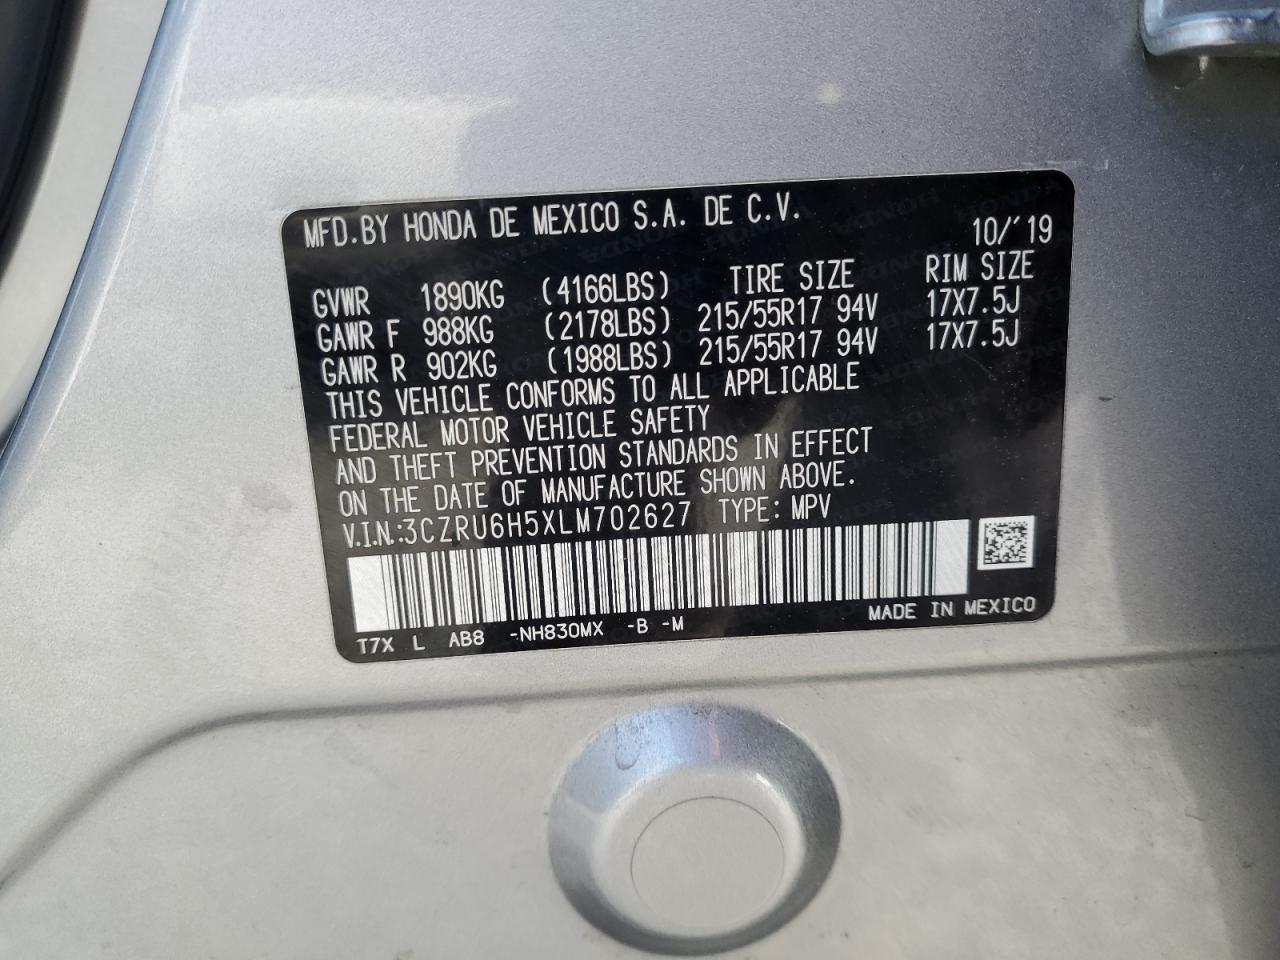 MFD. BY HONDA DE MEXICO S.A. DE C.V.
10/'19
GVWR 1890KG (4166LBS) TIRE SIZE RIM SIZE
GAWR F 988KG (2178LBS) 215/55R17 94V 17X7.5J
GAWR R 902KG (1988LBS) 215/55R17 94V 17X7.5J
THIS VEHICLE CONFORMS TO ALL APPLICABLE
FEDERAL MOTOR VEHICLE SAFETY
AND THEFT PREVENTION STANDARDS IN EFFECT
ON THE DATE OF MANUFACTURE SHOWN ABOVE.
V.I.N.:3CZRU6H5XLM702627 TYPE: MPV
T7X L AB8 -NH830MX -B -M
MADE IN MEXICO